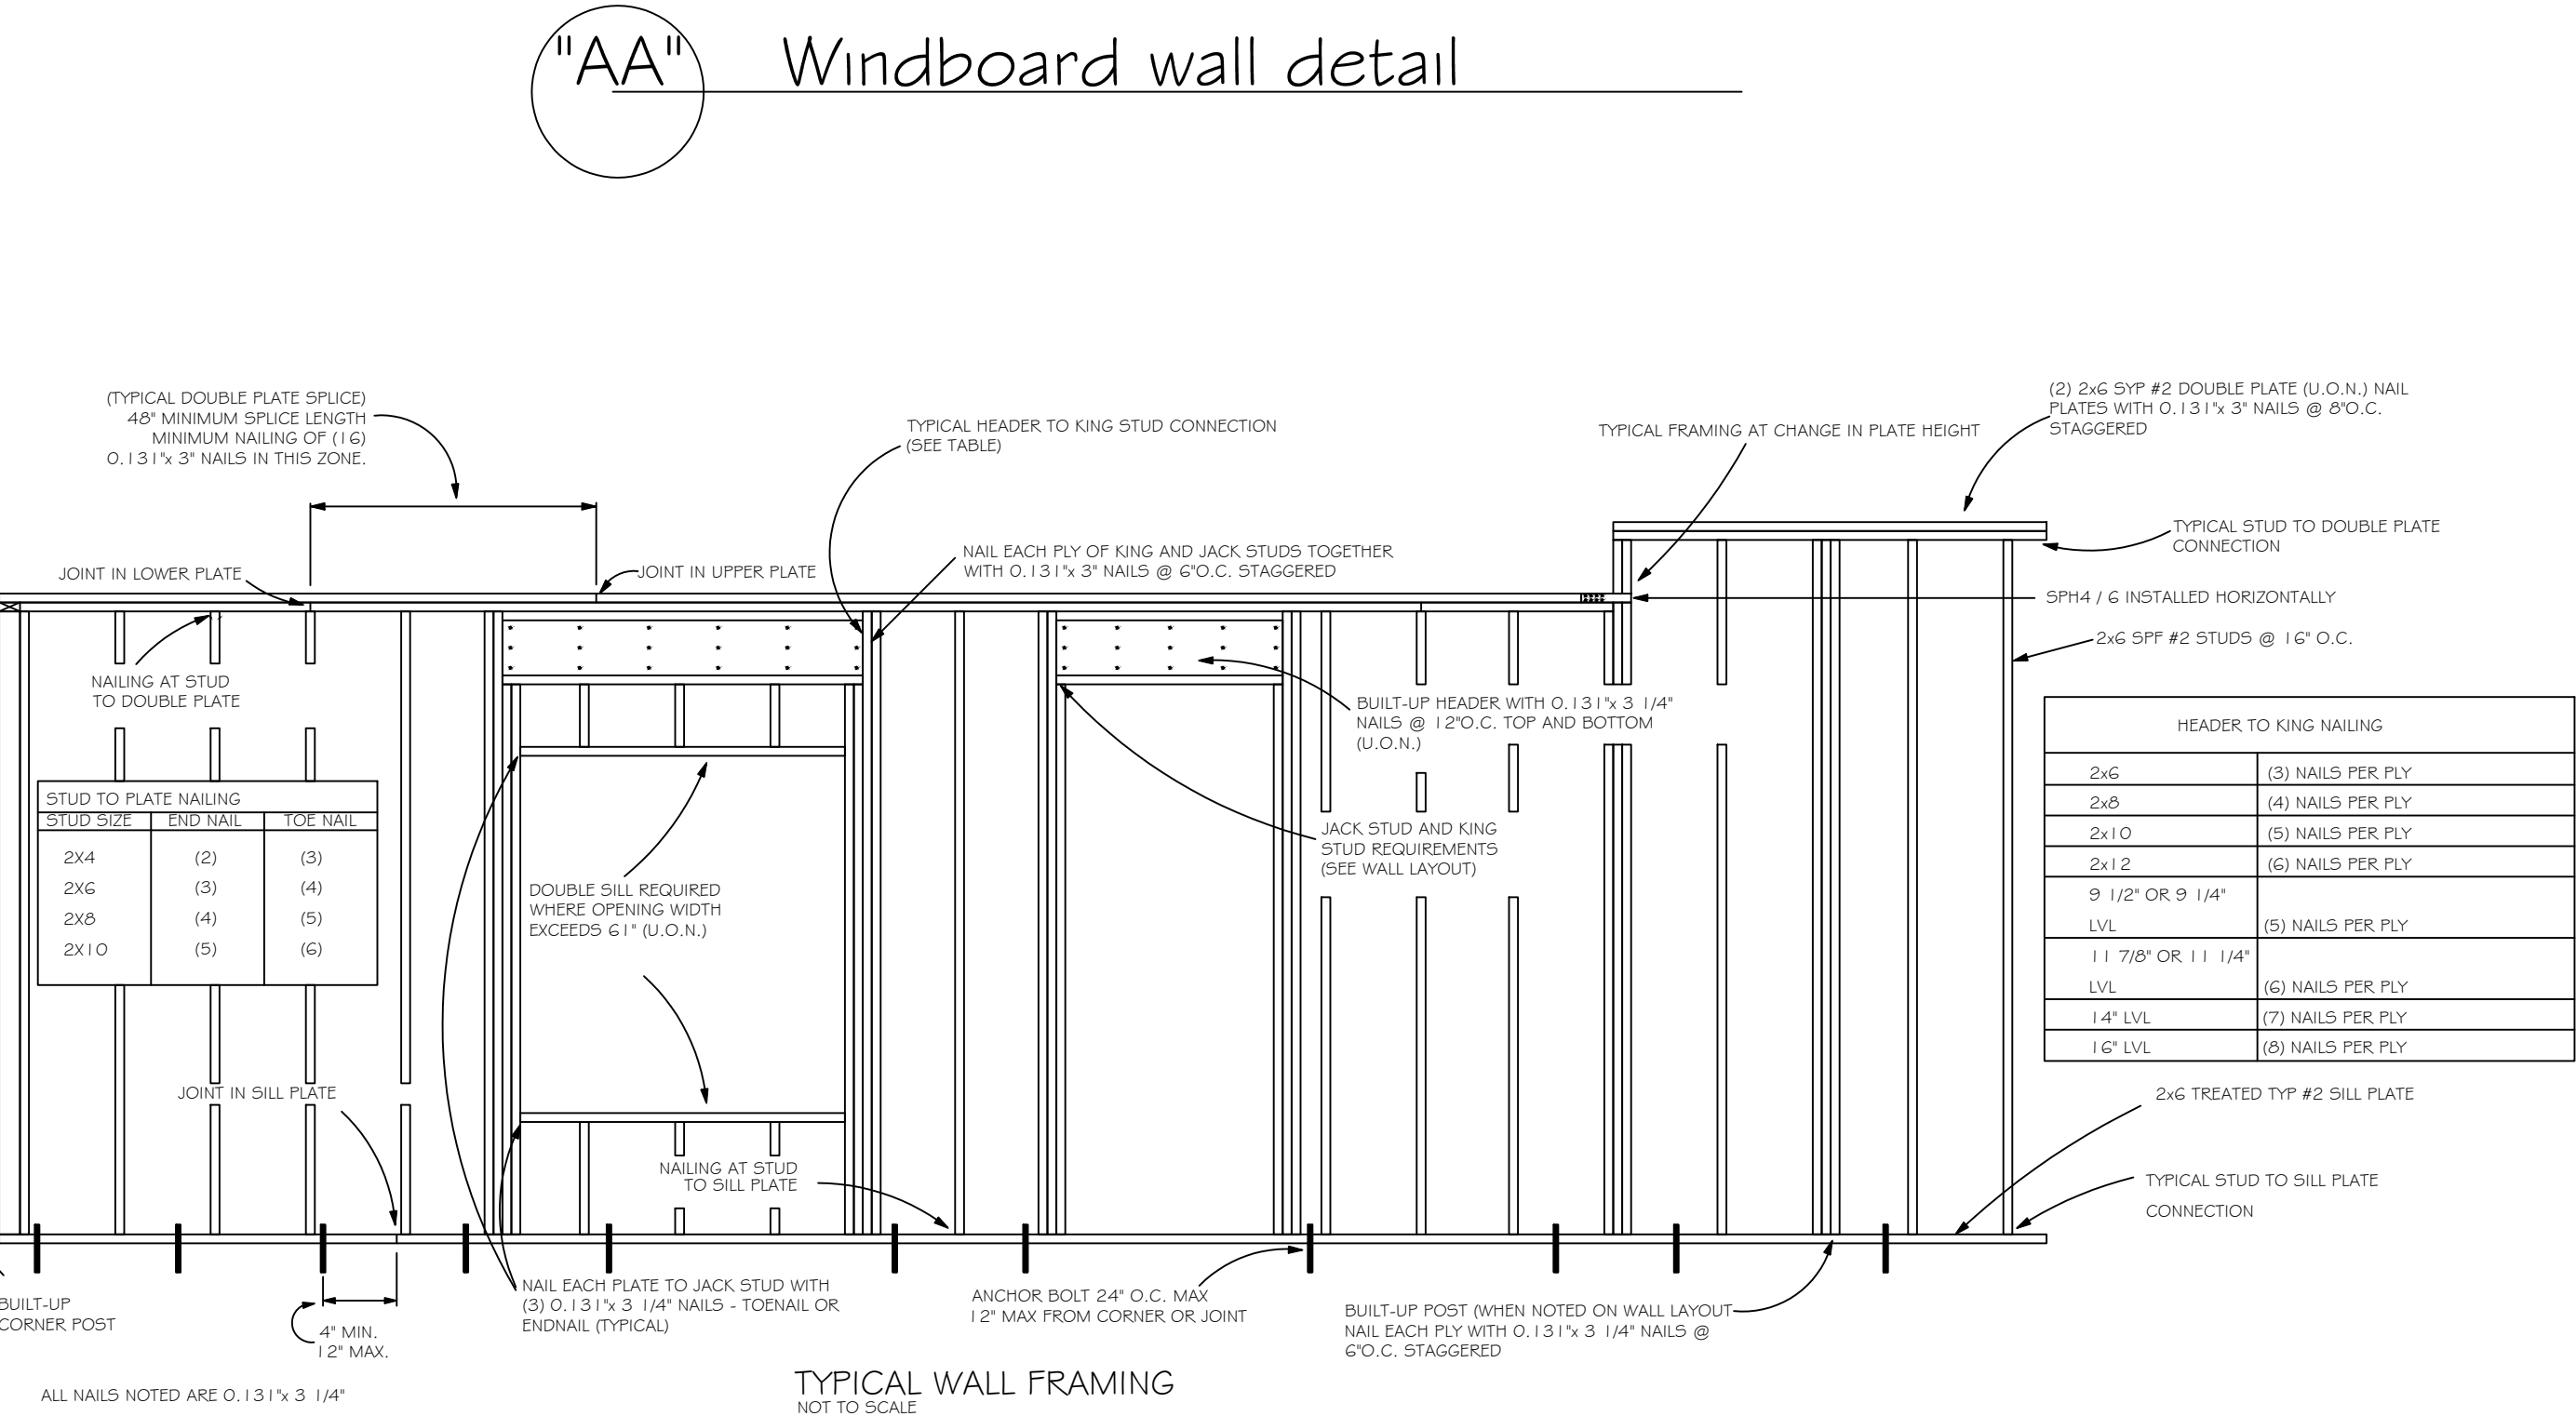 "AA" Windboard wall detail
(TYPICAL DOUBLE PLATE SPLICE)
48" MINIMUM SPLICE LENGTH
MINIMUM NAILING OF (16)
0.131"x 3" NAILS IN THIS ZONE.
TYPICAL HEADER TO KING STUD CONNECTION
(SEE TABLE)
TYPICAL FRAMING AT CHANGE IN PLATE HEIGHT
(2) 2x6 SYP #2 DOUBLE PLATE (U.O.N.) NAIL
PLATES WITH 0.131"x 3" NAILS @ 8"O.C.
STAGGERED
JOINT IN LOWER PLATE
JOINT IN UPPER PLATE
NAIL EACH PLY OF KING AND JACK STUDS TOGETHER
WITH 0.131"x 3" NAILS @ 6"O.C. STAGGERED
TYPICAL STUD TO DOUBLE PLATE
CONNECTION
SPH4 / 6 INSTALLED HORIZONTALLY
2x6 SPF #2 STUDS @ 16" O.C.
NAILING AT STUD
TO DOUBLE PLATE
BUILT-UP HEADER WITH 0.131"x 3 1/4"
NAILS @ 12"O.C. TOP AND BOTTOM
(U.O.N.)
HEADER TO KING NAILING
2x6 (3) NAILS PER PLY
2x8 (4) NAILS PER PLY
2x10 (5) NAILS PER PLY
2x12 (6) NAILS PER PLY
9 1/2" OR 9 1/4"
LVL (5) NAILS PER PLY
11 7/8" OR 11 1/4"
LVL (6) NAILS PER PLY
14" LVL (7) NAILS PER PLY
16" LVL (8) NAILS PER PLY
STUD TO PLATE NAILING
STUD SIZE END NAIL TOE NAIL
2X4 (2) (3)
2X6 (3) (4)
2X8 (4) (5)
2X10 (5) (6)
JACK STUD AND KING
STUD REQUIREMENTS
(SEE WALL LAYOUT)
DOUBLE SILL REQUIRED
WHERE OPENING WIDTH
EXCEEDS 61" (U.O.N.)
JOINT IN SILL PLATE
2x6 TREATED TYP #2 SILL PLATE
NAILING AT STUD
TO SILL PLATE
TYPICAL STUD TO SILL PLATE
CONNECTION
BUILT-UP
CORNER POST
4" MIN.
12" MAX.
NAIL EACH PLATE TO JACK STUD WITH
(3) 0.131"x 3 1/4" NAILS - TOENAIL OR
ENDNAIL (TYPICAL)
ANCHOR BOLT 24" O.C. MAX
12" MAX FROM CORNER OR JOINT
BUILT-UP POST (WHEN NOTED ON WALL LAYOUT
NAIL EACH PLY WITH 0.131"x 3 1/4" NAILS @
6"O.C. STAGGERED
ALL NAILS NOTED ARE 0.131"x 3 1/4"
TYPICAL WALL FRAMING
NOT TO SCALE